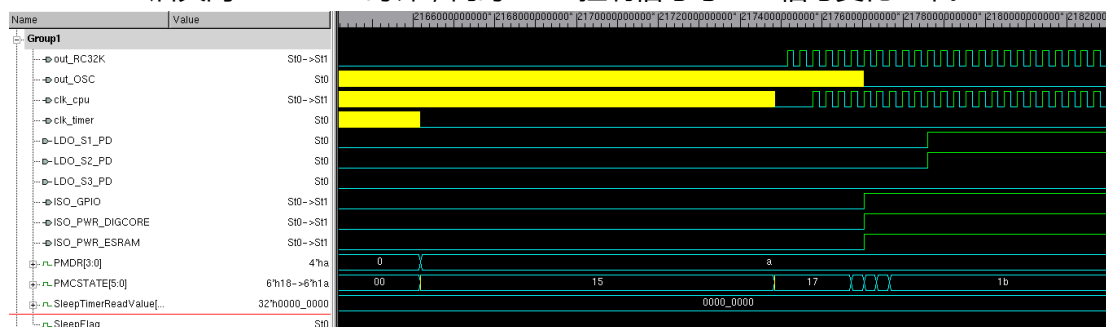 Name Value
2166000000000" 2168000000000" 2170000000000" 2172000000000" 2174000000000" 2176000000000" 2178000000000" 2180000000000" 2182000
Group1
out_RC32K St0->St1
out_OSC St0
clk_cpu St0->St1
clk_timer St0
LDO_S1_PD St0
LDO_S2_PD St0
LDO_S3_PD St0
ISO_GPIO St0->St1
ISO_PWR_DIGCORE St0->St1
ISO_PWR_ESRAM St0->St1
PMDR[3:0] 4'ha 0 a
PMCSTATE[5:0] 6'h18->6'h1a 00 15 17 1b
SleepTimerReadValue[... 32'h0000_0000 0000_0000
SleepFlag St0